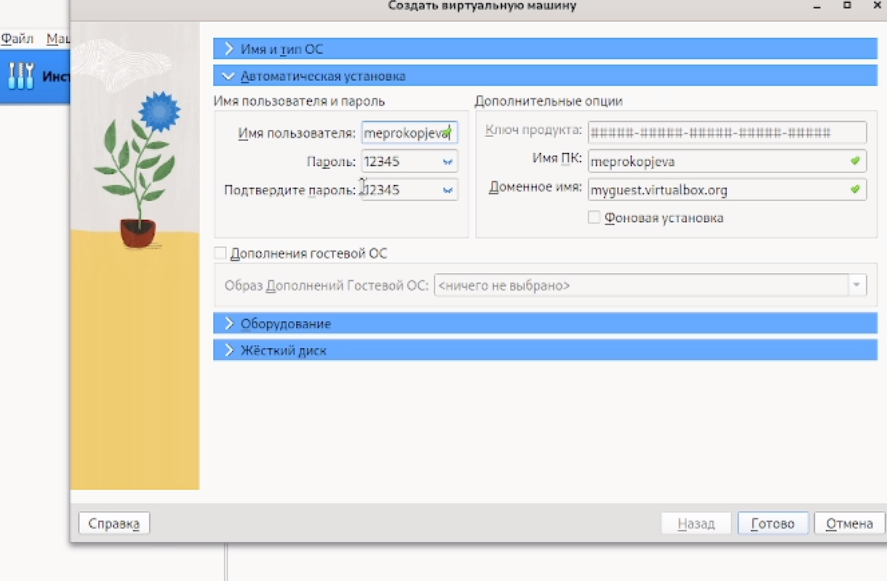 Создать виртуальную машину
Файл
Имя и тип ОС
Автоматическая установка
Имя пользователя и пароль
Дополнительные опции
Имя пользователя: meprokopjeva
Ключ продукта: #####-#####-#####-#####-#####
Пароль: 12345
Имя ПК: meprokopjeva
Подтвердите пароль: 12345
Доменное имя: myguest.virtualbox.org
Фоновая установка
Дополнения гостевой ОС
Образ Дополнений Гостевой ОС: <ничего не выбрано>
Оборудование
Жёсткий диск
Справка
Назад
Готово
Отмена